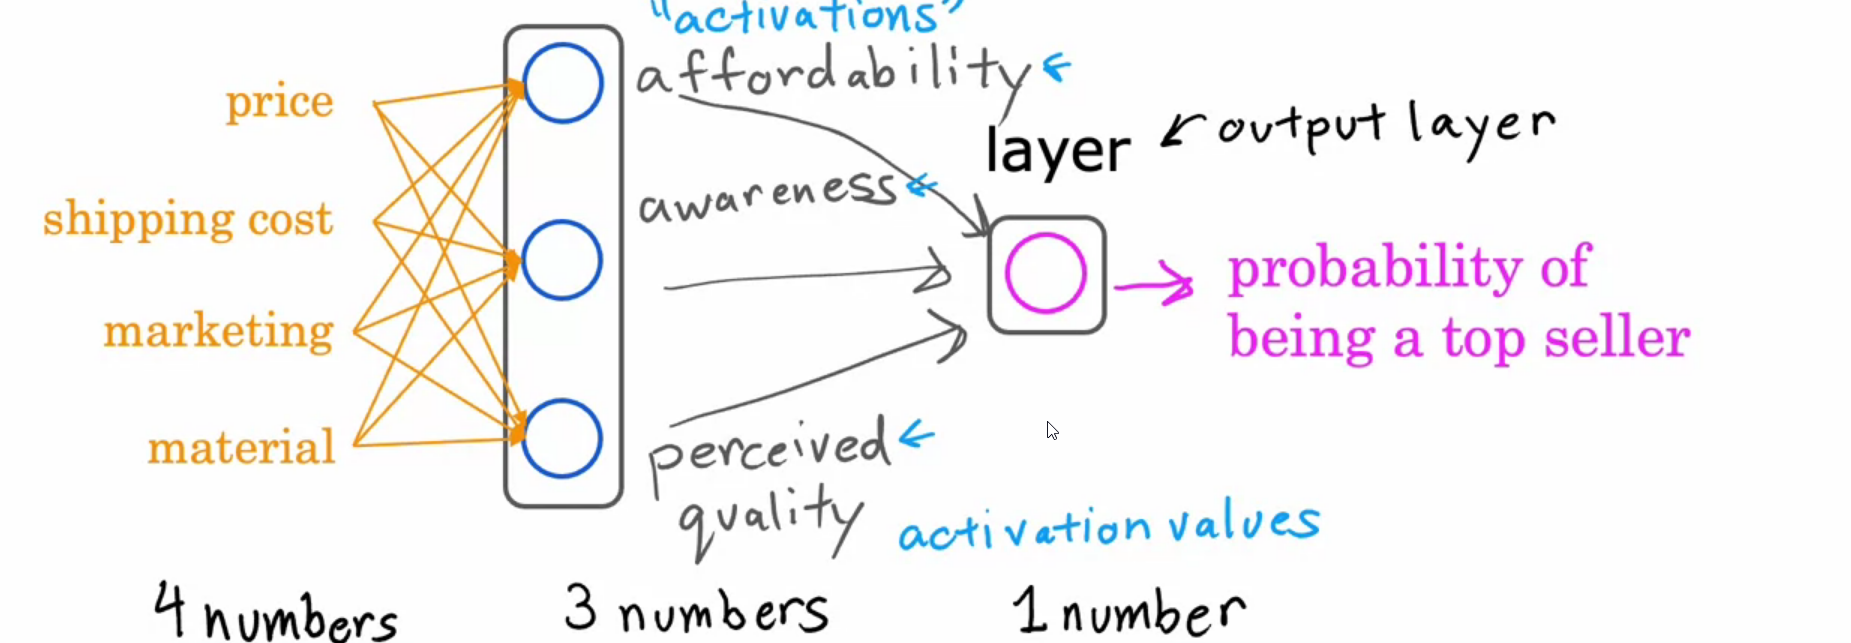 "activations"
price
affordability
layer
output layer
shipping cost
awareness
probability of
being a top seller
marketing
material
perceived
quality
activation values
4 numbers
3 numbers
1 number